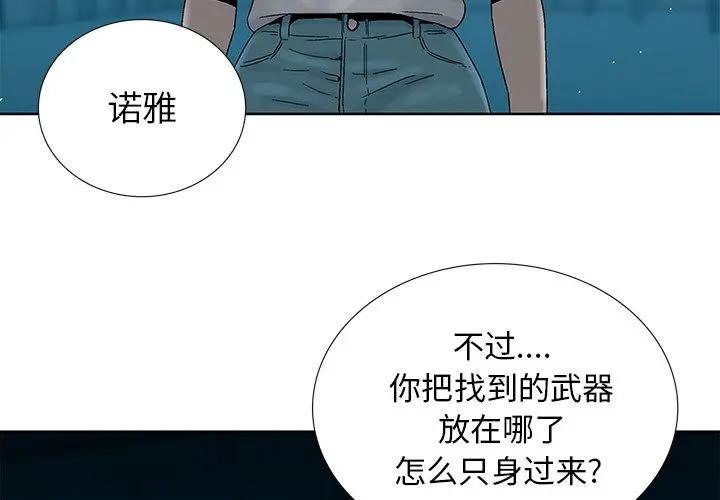 诺雅
不过....
你把找到的武器
放在哪了
怎么只身过来?